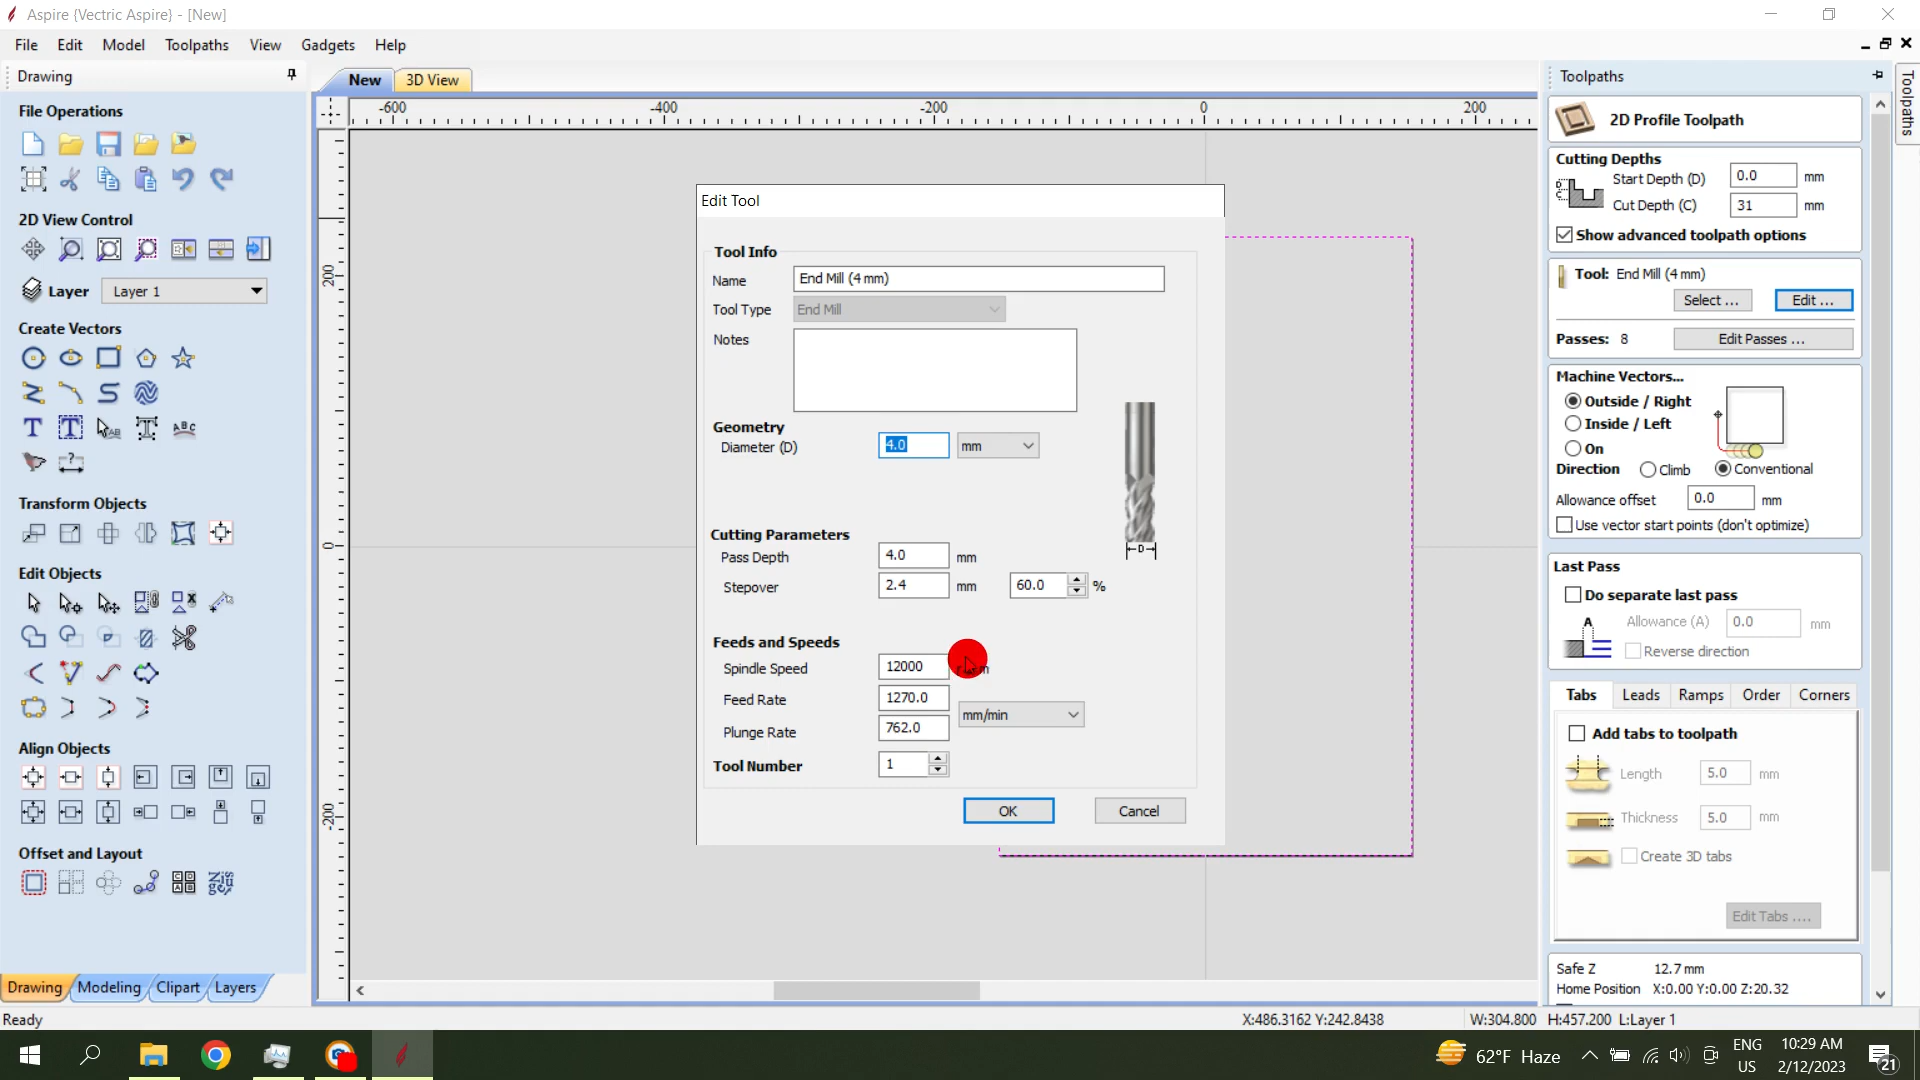 Aspire {Vectric Aspire} - [New]
File Edit Model Toolpaths View Gadgets Help
Drawing
File Operations
2D View Control
Layer Layer 1
Create Vectors
Transform Objects
Edit Objects
Align Objects
Offset and Layout
Drawing Modeling Clipart Layers
Ready
New 3D View
-600 -400 -200 0 200
200
0
-200
Edit Tool
Tool Info
Name End Mill (4 mm)
Tool Type End Mill
Notes
Geometry
Diameter (D) 4.0 mm
D
Cutting Parameters
Pass Depth 4.0 mm
Stepover 2.4 mm 60.0 %
Feeds and Speeds
Spindle Speed 12000
Feed Rate 1270.0
mm/min
Plunge Rate 762.0
Tool Number 1
OK Cancel
X:486.3162 Y:242.8438
W:304.800 H:457.200 L:Layer 1
Toolpaths
Toolpaths
2D Profile Toolpath
Cutting Depths
Start Depth (D) 0.0 mm
Cut Depth (C) 31 mm
Show advanced toolpath options
Tool: End Mill (4 mm)
Select ... Edit ...
Passes: 8 Edit Passes ...
Machine Vectors...
Outside / Right
Inside / Left
On
Direction Climb Conventional
Allowance offset 0.0 mm
Use vector start points (don't optimize)
Last Pass
Do separate last pass
A Allowance (A) 0.0 mm
Reverse direction
Tabs Leads Ramps Order Corners
Add tabs to toolpath
Length 5.0 mm
Thickness 5.0 mm
Create 3D tabs
Edit Tabs ....
Safe Z 12.7 mm
Home Position X:0.00 Y:0.00 Z:20.32
62°F Haze
ENG
US
10:29 AM
2/12/2023
21